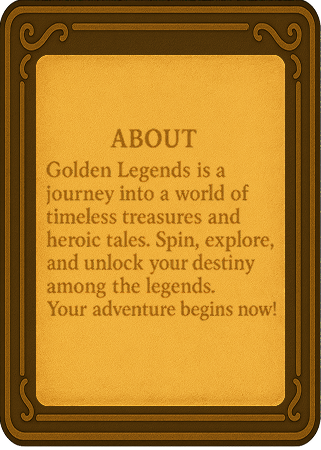 ABOUT
Golden Legends is a
journey into a world of
timeless treasures and
heroic tales. Spin, explore,
and unlock your destiny
among the legends.
Your adventure begins now!